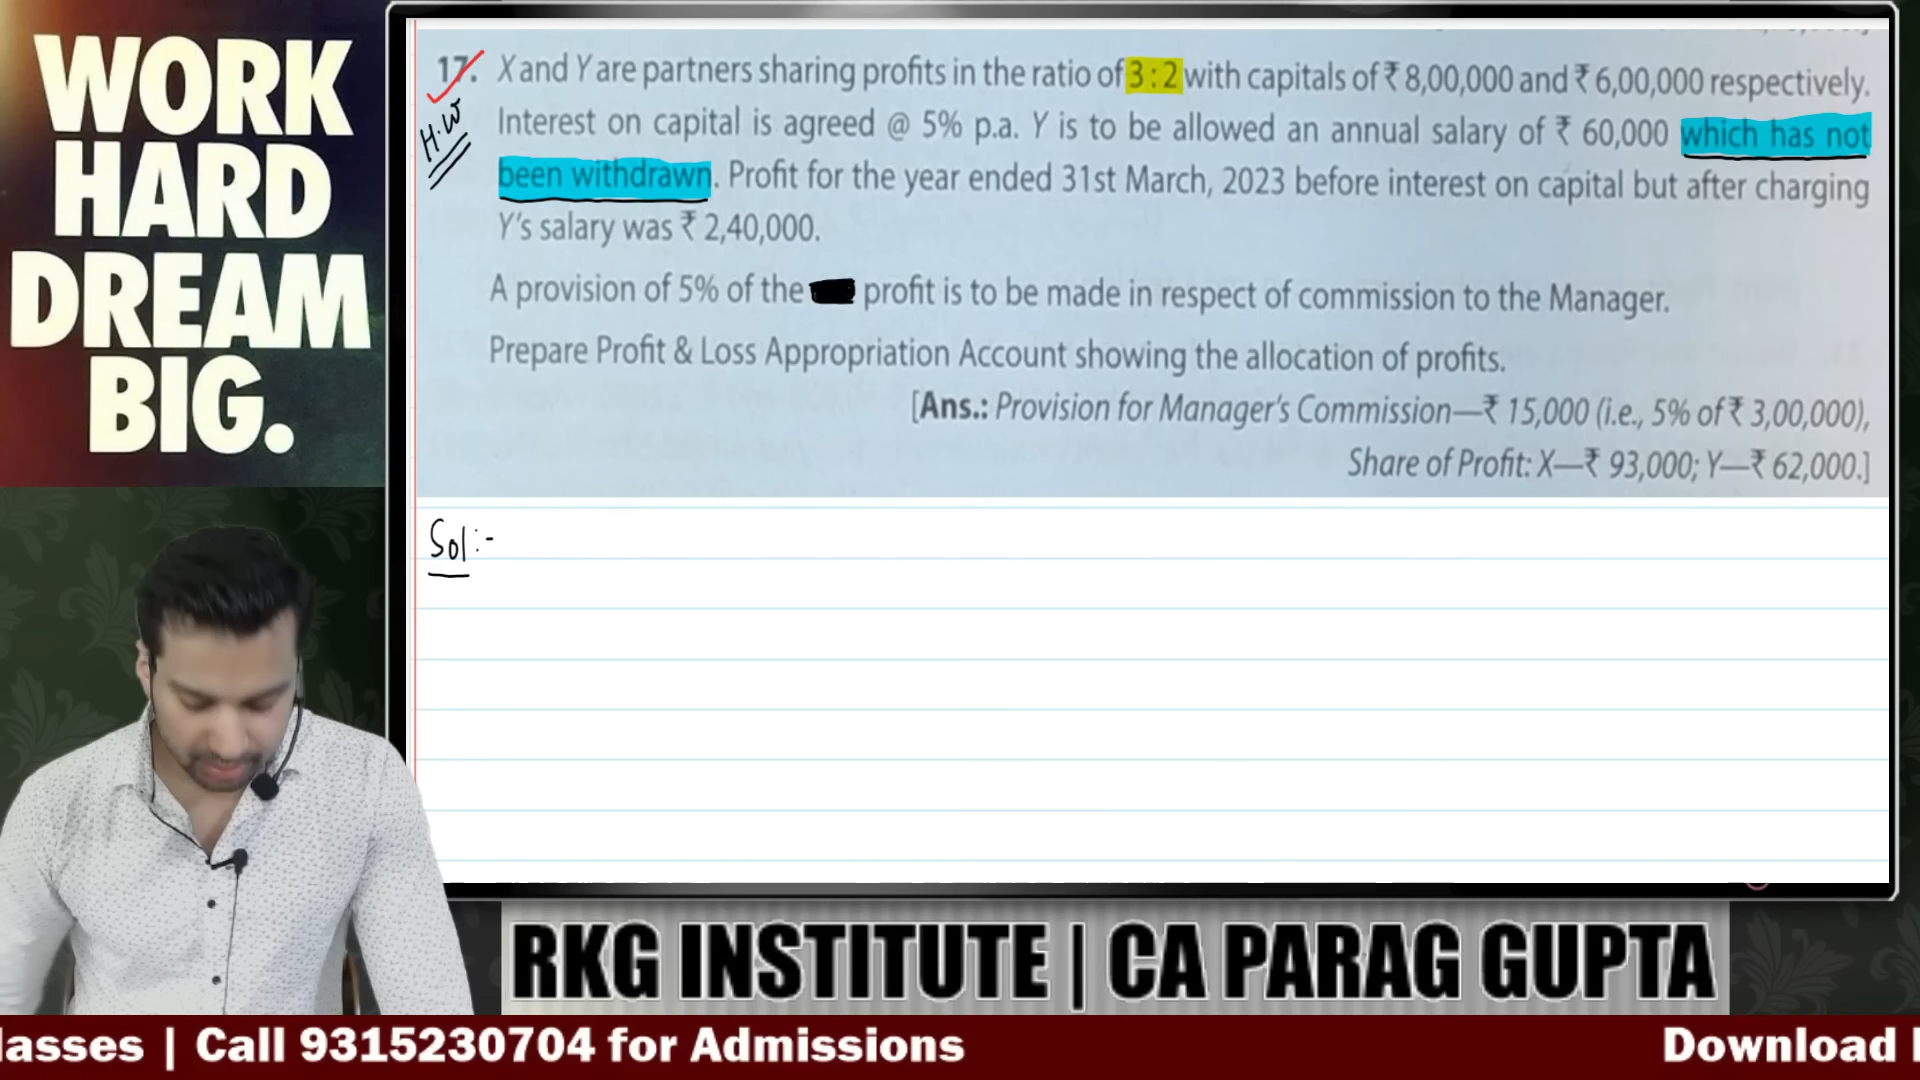 WORK
HARD
DREAM
BIG.
17. X and Y are partners sharing profits in the ratio of 3 : 2 with capitals of ₹ 8,00,000 and ₹ 6,00,000 respectively.
H.W
Interest on capital is agreed @ 5% p.a. Y is to be allowed an annual salary of ₹ 60,000 which has not
been withdrawn. Profit for the year ended 31st March, 2023 before interest on capital but after charging
Y's salary was ₹ 2,40,000.
A provision of 5% of the profit is to be made in respect of commission to the Manager.
Prepare Profit & Loss Appropriation Account showing the allocation of profits.
[Ans.: Provision for Manager's Commission—₹ 15,000 (i.e., 5% of ₹ 3,00,000),
Share of Profit: X—₹ 93,000; Y—₹ 62,000.]
Sol:-
RKG INSTITUTE | CA PARAG GUPTA
lasses | Call 9315230704 for Admissions
Download